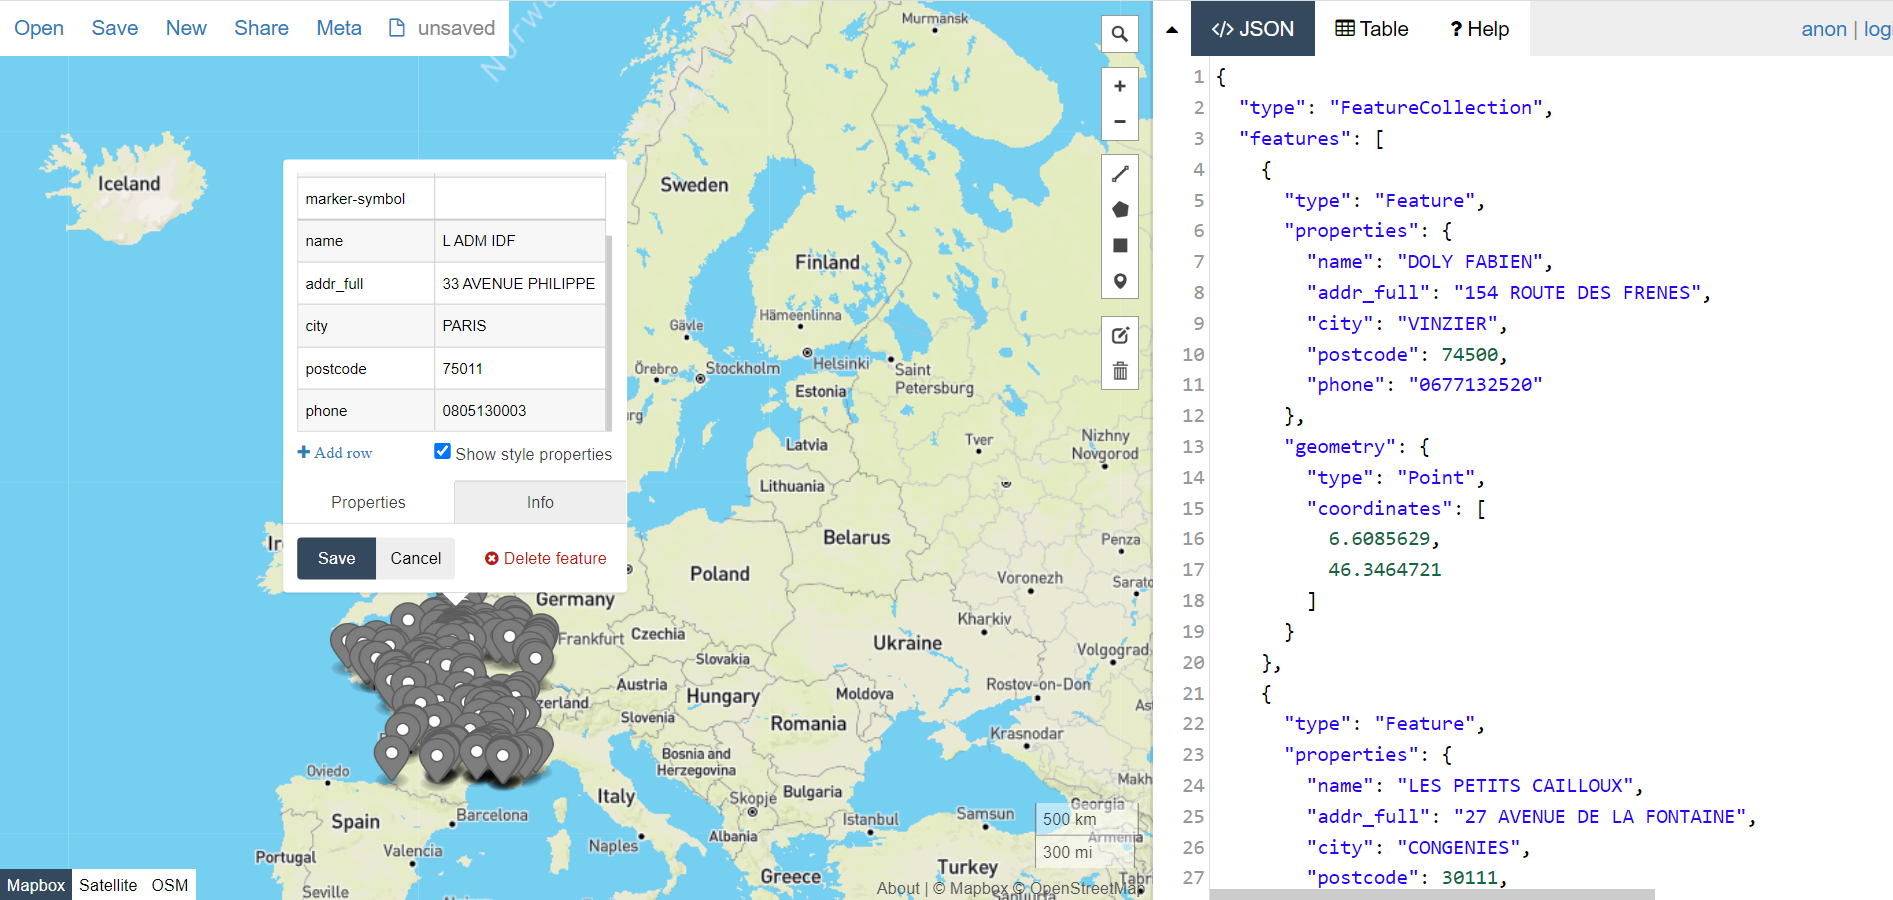 Open Save New Share Meta unsaved
</> JSON Table ? Help
anon | log
Murmansk
Iceland
Sweden
Finland
Hämeenlinna
Gävle
Örebro
Stockholm
Helsinki
Saint
Petersburg
Estonia
Latvia
Tver
Nizhny
Novgorod
Lithuania
Belarus
Penza
Poland
Voronezh
Sarato
Germany
Frankfurt
Czechia
Kharkiv
Ukraine
Volgograd
Slovakia
Austria
Hungary
Moldova
Rostov-on-Don
zerland
Slovenia
Romania
Krasnodar
Bosnia and
Herzegovina
Oviedo
Italy
Skopje
Bulgaria
Georgia
Spain
Barcelona
Istanbul
Samsun
Albania
Armenia
Portugal
Valencia
Naples
Turkey
Greece
Seville
marker-symbol
name L ADM IDF
addr_full 33 AVENUE PHILIPPE
city PARIS
postcode 75011
phone 0805130003
+ Add row Show style properties
Properties Info
Save Cancel Delete feature
500 km
300 mi
Mapbox Satellite OSM
About | © Mapbox © OpenStreetMap
1 {
2 "type": "FeatureCollection",
3 "features": [
4 {
5 "type": "Feature",
6 "properties": {
7 "name": "DOLY FABIEN",
8 "addr_full": "154 ROUTE DES FRENES",
9 "city": "VINZIER",
10 "postcode": 74500,
11 "phone": "0677132520"
12 },
13 "geometry": {
14 "type": "Point",
15 "coordinates": [
16 6.6085629,
17 46.3464721
18 ]
19 }
20 },
21 {
22 "type": "Feature",
23 "properties": {
24 "name": "LES PETITS CAILLOUX",
25 "addr_full": "27 AVENUE DE LA FONTAINE",
26 "city": "CONGENIES",
27 "postcode": 30111,